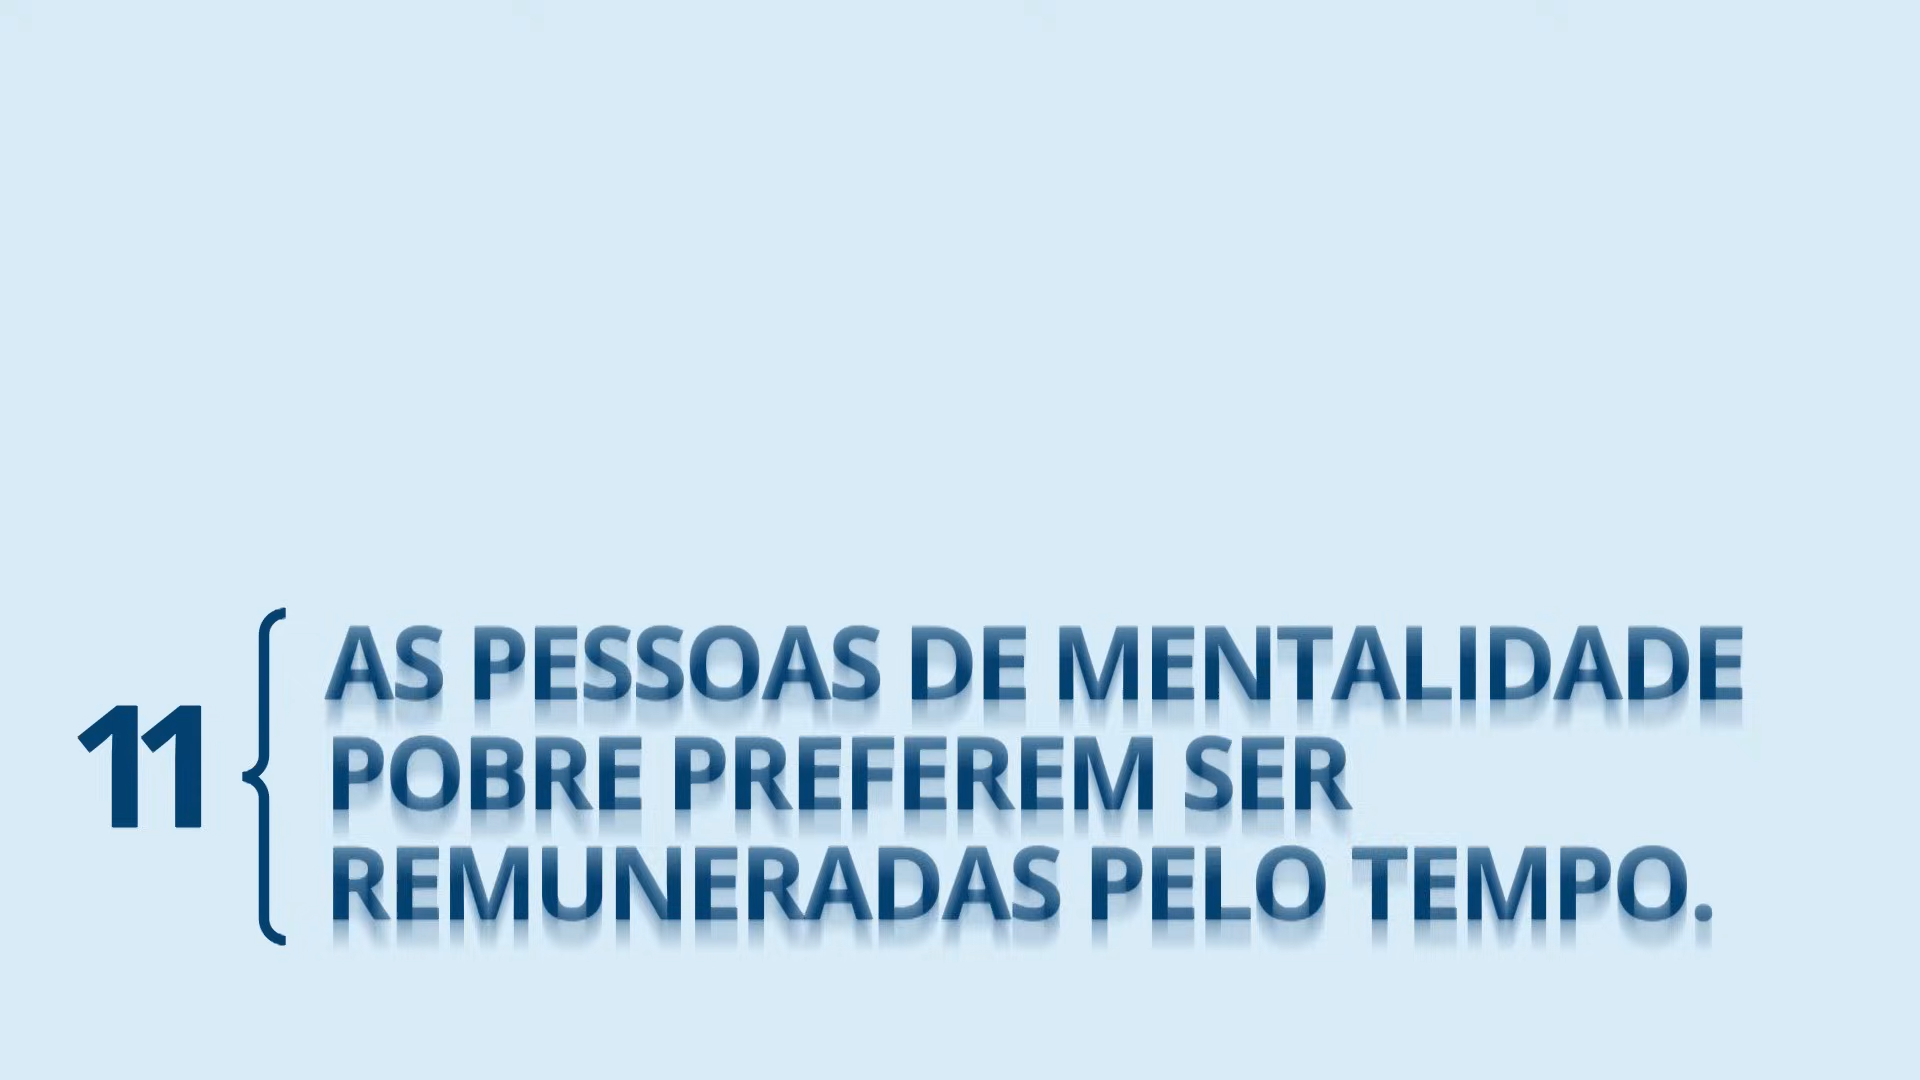 11
AS PESSOAS DE MENTALIDADE
POBRE PREFEREM SER
REMUNERADAS PELO TEMPO.